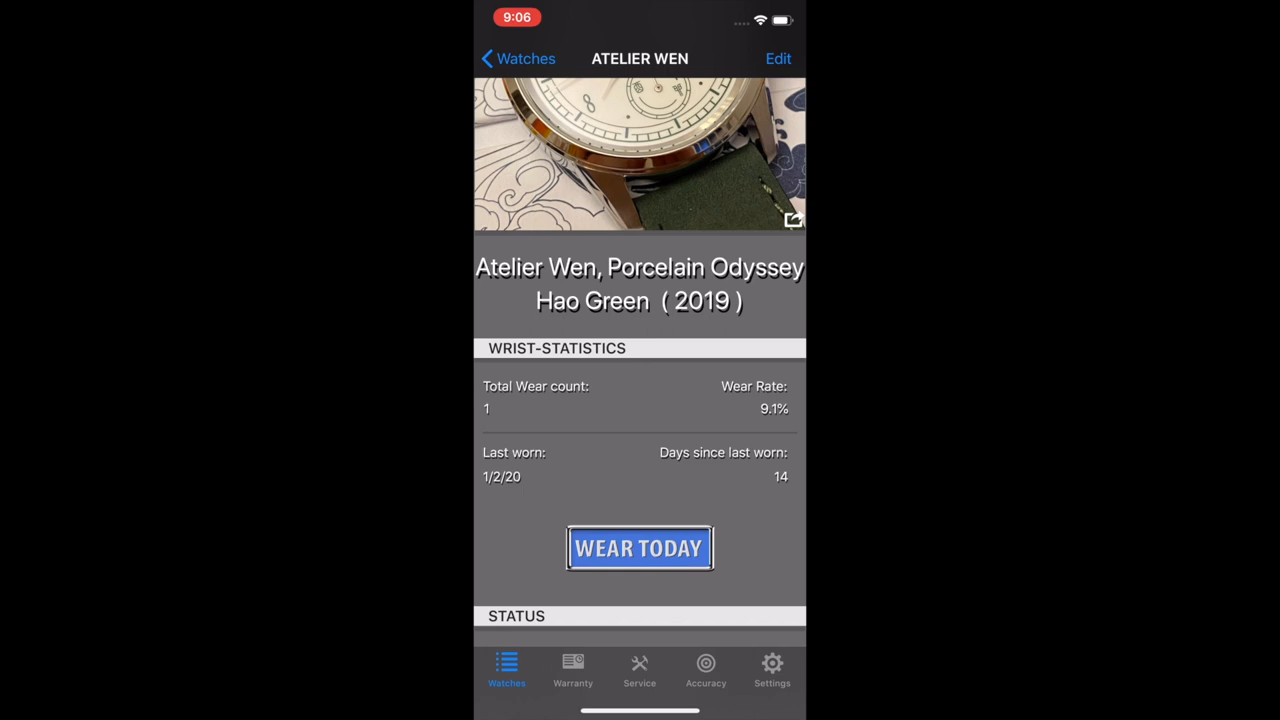 9:06
Watches
ATELIER WEN
Edit
Atelier Wen, Porcelain Odyssey
Hao Green ( 2019 )
WRIST-STATISTICS
Total Wear count:
Wear Rate:
1
9.1%
Last worn:
Days since last worn:
1/2/20
14
WEAR TODAY
STATUS
Watches
Warranty
Service
Accuracy
Settings